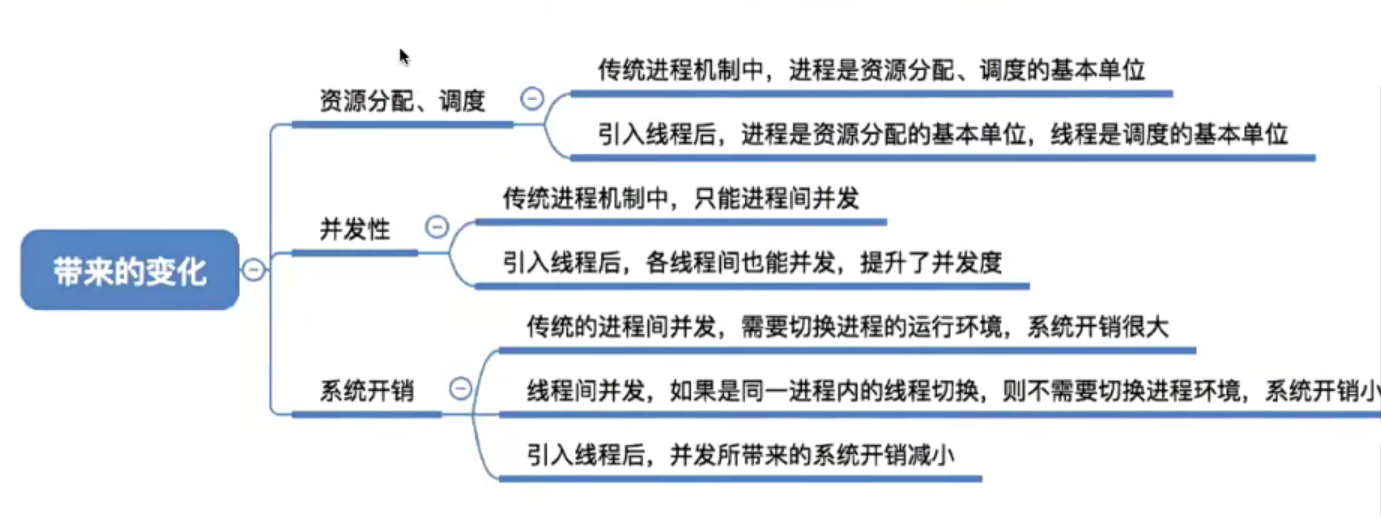 带来的变化
资源分配、调度
传统进程机制中，进程是资源分配、调度的基本单位
引入线程后，进程是资源分配的基本单位，线程是调度的基本单位
并发性
传统进程机制中，只能进程间并发
引入线程后，各线程间也能并发，提升了并发度
系统开销
传统的进程间并发，需要切换进程的运行环境，系统开销很大
线程间并发，如果是同一进程内的线程切换，则不需要切换进程环境，系统开销小
引入线程后，并发所带来的系统开销减小